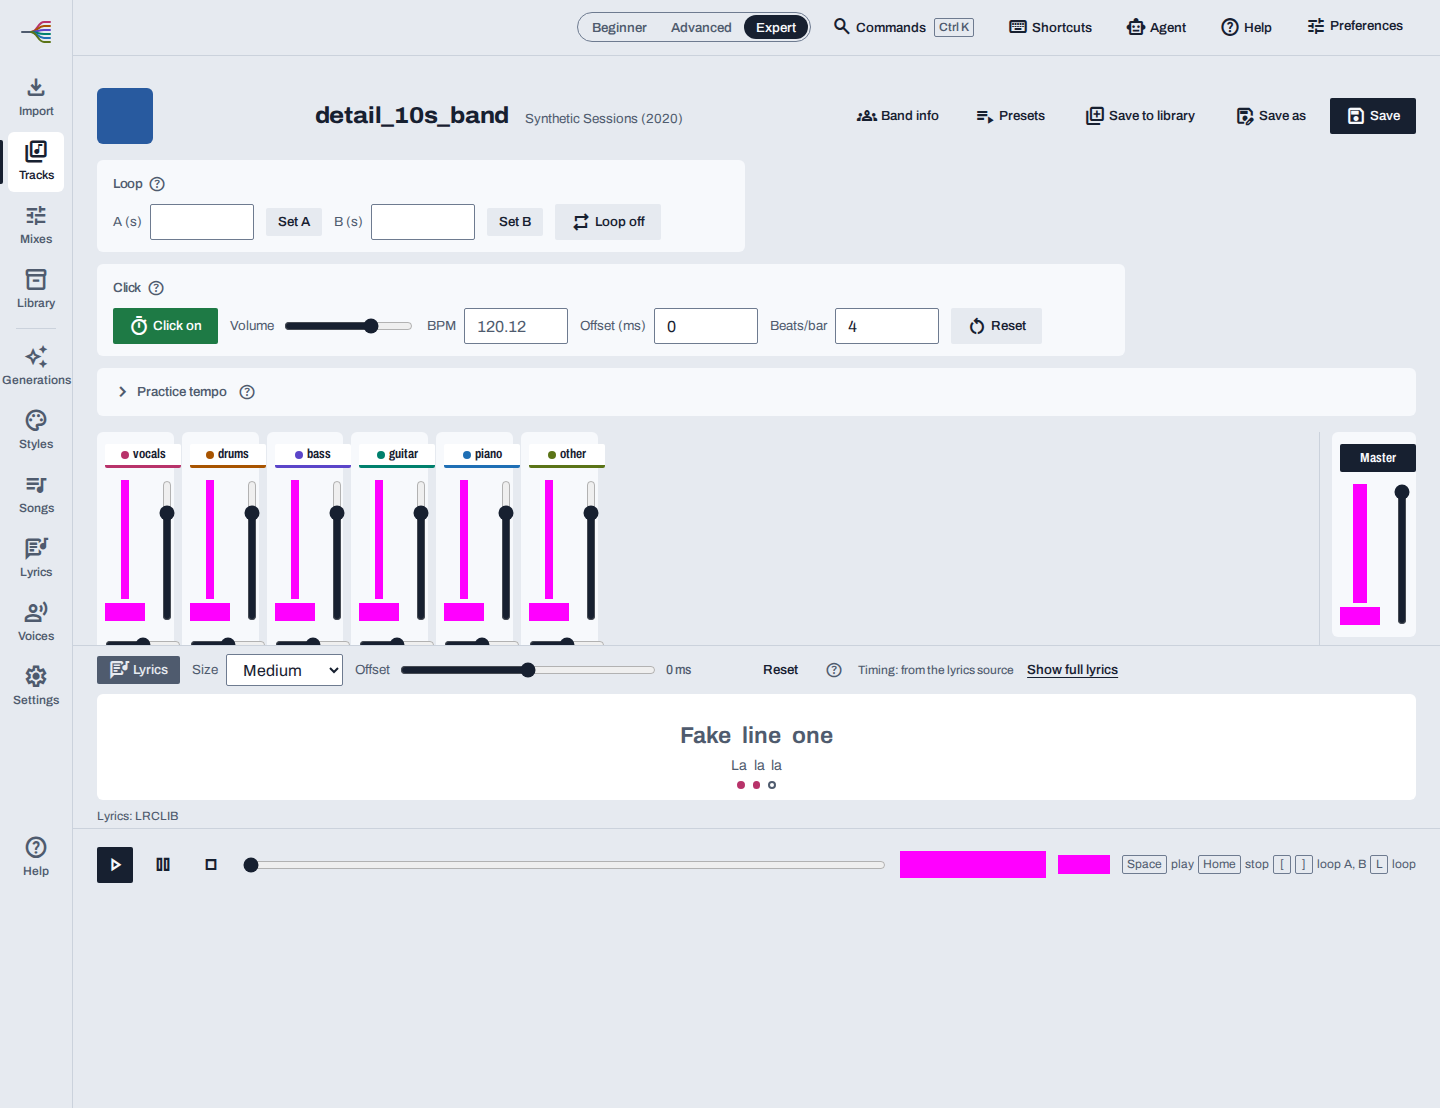 Beginner Advanced Expert Commands Ctrl K Shortcuts Agent Help Preferences
Import
Tracks
Mixes
Library
Generations
Styles
Songs
Lyrics
Voices
Settings
Help
detail_10s_band Synthetic Sessions (2020) Band info Presets Save to library Save as Save
Loop ?
A (s) Set A B (s) Set B Loop off
Click ?
Click on Volume BPM 120.12 Offset (ms) 0 Beats/bar 4 Reset
Practice tempo ?
vocals drums bass guitar piano other Master
Lyrics Size Medium Offset 0 ms Reset ? Timing: from the lyrics source Show full lyrics
Fake line one
La la la
Lyrics: LRCLIB
Space play Home stop [ ] loop A, B L loop